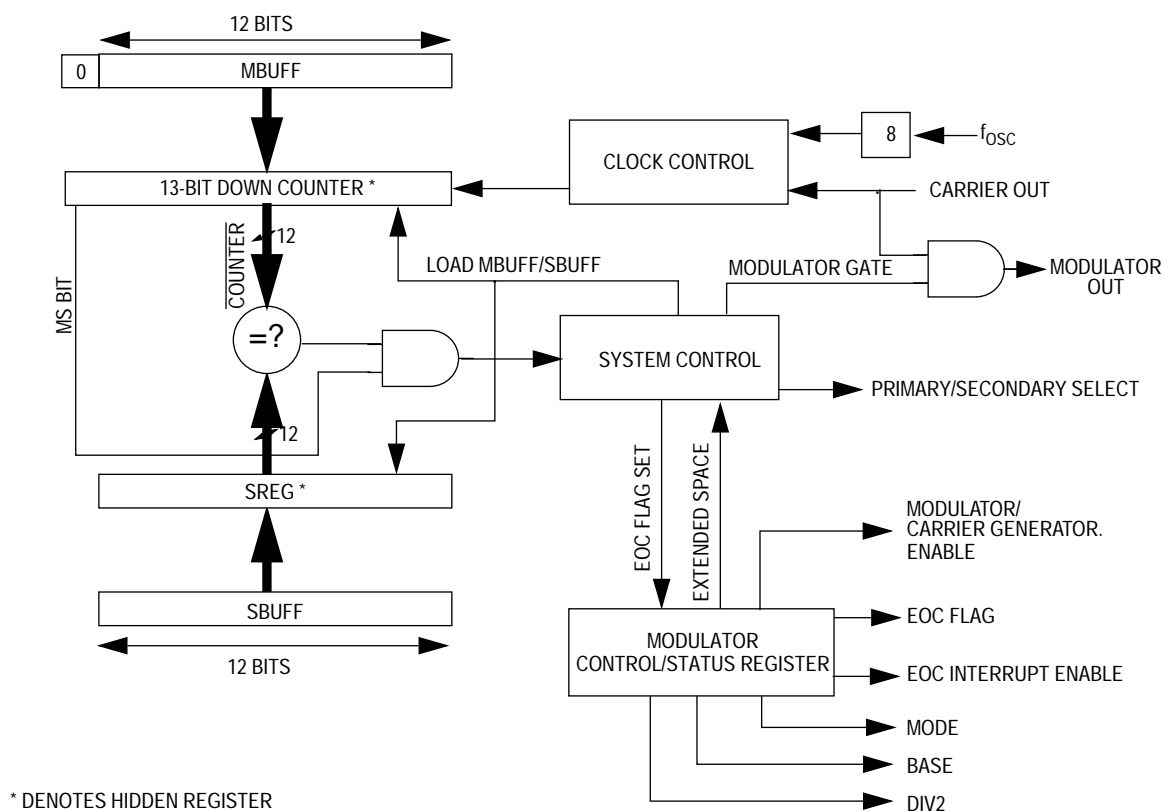 12 BITS
0
MBUFF
8
fOSC
CLOCK CONTROL
13-BIT DOWN COUNTER *
CARRIER OUT
12
COUNTER
LOAD MBUFF/SBUFF
MODULATOR GATE
MODULATOR
OUT
MS BIT
=?
SYSTEM CONTROL
PRIMARY/SECONDARY SELECT
12
SREG *
EOC FLAG SET
EXTENDED SPACE
MODULATOR/
CARRIER GENERATOR.
ENABLE
SBUFF
EOC FLAG
MODULATOR
CONTROL/STATUS REGISTER
12 BITS
EOC INTERRUPT ENABLE
MODE
BASE
* DENOTES HIDDEN REGISTER
DIV2